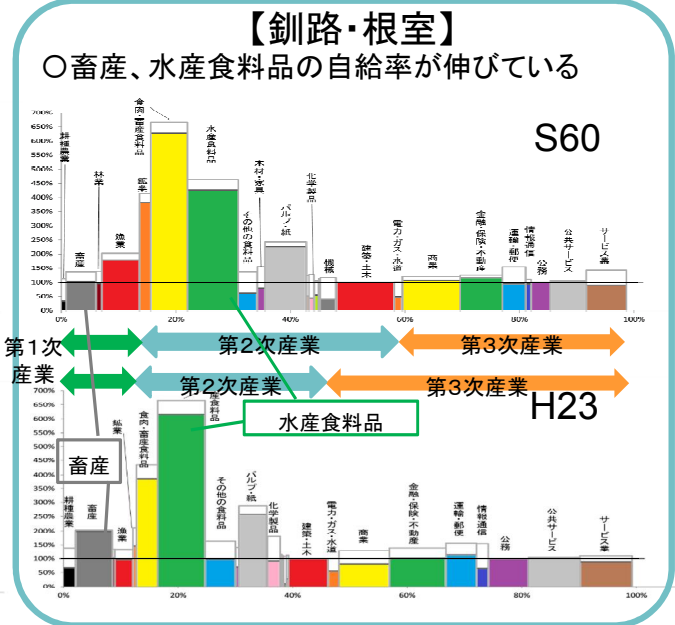 【釧路・根室】
○畜産、水産食料品の自給率が伸びている
S60
700%
650%
600%
550%
500%
450%
400%
350%
300%
250%
200%
150%
100%
50%
0%
耕種農業
畜産
林業
漁業
鉱業
食肉・畜産食料品
水産食料品
その他の食料品
木材・家具
パルプ・紙
化学製品
機械
建築・土木
電力・ガス・水道
商業
金融・保険・不動産
運輸・郵便
情報通信
公務
公共サービス
サービス業
0%
20%
40%
60%
80%
100%
第1次産業
第2次産業
第3次産業
第2次産業
第3次産業
H23
水産食料品
畜産
700%
650%
600%
550%
500%
450%
400%
350%
300%
250%
200%
150%
100%
50%
0%
耕種農業
畜産
漁業
鉱業
食肉・畜産食料品
産食料品
その他の食料品
パルプ・紙
化学製品
建築・土木
電力・ガス・水道
商業
金融・保険・不動産
運輸・郵便
情報通信
公務
公共サービス
サービス業
0%
20%
40%
60%
80%
100%